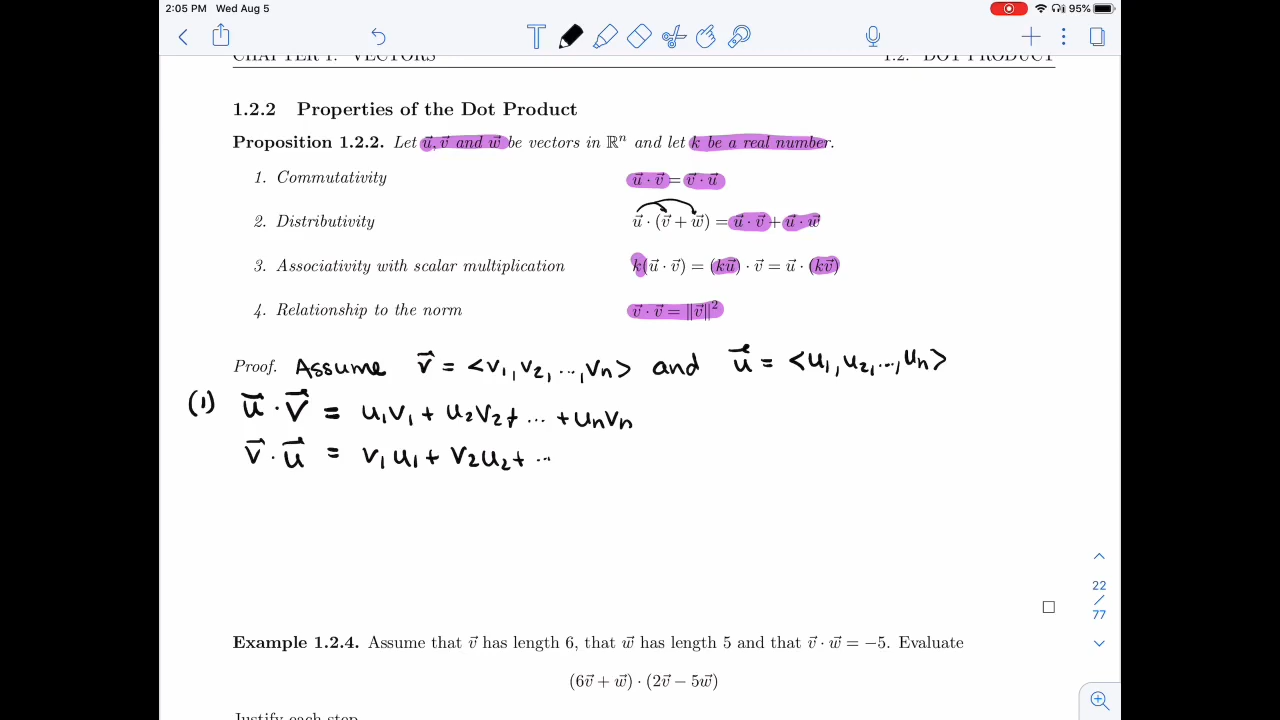 2:05 PM Wed Aug 5 95%
CHAPTER 1. VECTORS 1.2. DOT PRODUCT
1.2.2 Properties of the Dot Product
Proposition 1.2.2. Let u⃗, v⃗ and w⃗ be vectors in ℝⁿ and let k be a real number.
1. Commutativity u⃗ · v⃗ = v⃗ · u⃗
2. Distributivity u⃗ · (v⃗ + w⃗) = u⃗ · v⃗ + u⃗ · w⃗
3. Associativity with scalar multiplication k(u⃗ · v⃗) = (ku⃗) · v⃗ = u⃗ · (kv⃗)
4. Relationship to the norm v⃗ · v⃗ = ‖v⃗‖²
Proof. Assume v⃗ = <v₁, v₂, ..., vₙ> and u⃗ = <u₁, u₂, ..., uₙ>
(1) u⃗ · v⃗ = u₁v₁ + u₂v₂ + ... + uₙvₙ
v⃗ · u⃗ = v₁u₁ + v₂u₂ + ...
22
/
77
□
Example 1.2.4. Assume that v⃗ has length 6, that w⃗ has length 5 and that v⃗ · w⃗ = −5. Evaluate
(6v⃗ + w⃗) · (2v⃗ − 5w⃗)
Justify each step.